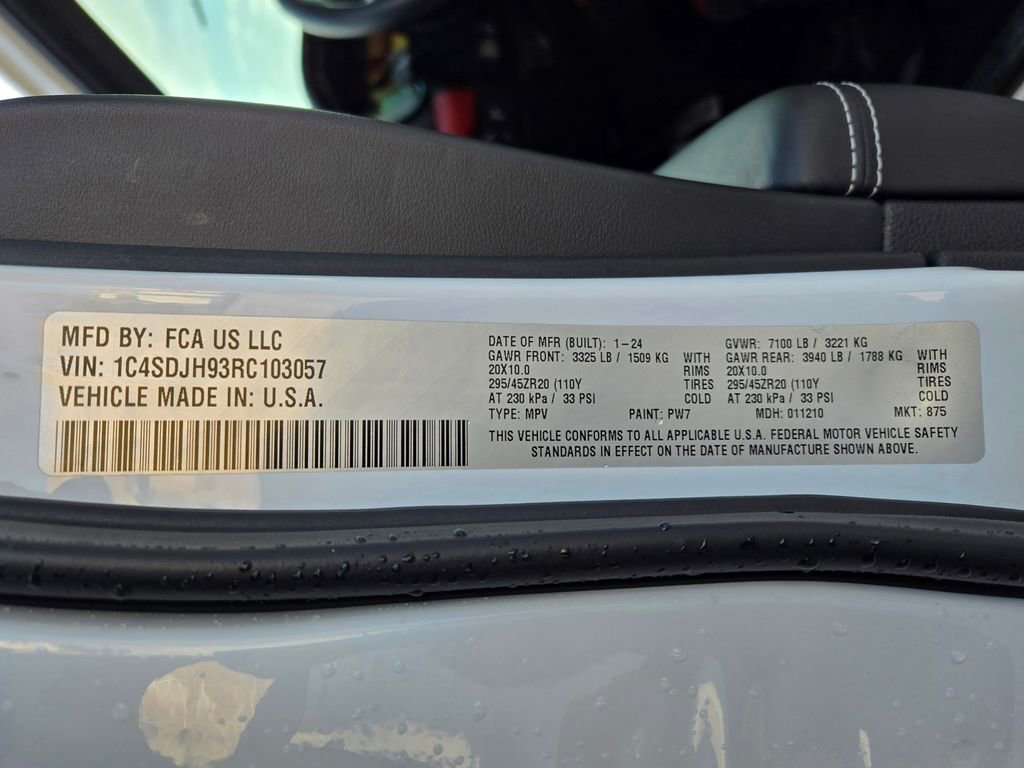 MFD BY: FCA US LLC
VIN: 1C4SDJH93RC103057
VEHICLE MADE IN: U.S.A.
DATE OF MFR (BUILT): 1-24
GAWR FRONT: 3325 LB / 1509 KG WITH
20X10.0 RIMS
295/45ZR20 (110Y TIRES
AT 230 kPa / 33 PSI COLD
TYPE: MPV PAINT: PW7
GVWR: 7100 LB / 3221 KG
GAWR REAR: 3940 LB / 1788 KG WITH
20X10.0 RIMS
295/45ZR20 (110Y TIRES
AT 230 kPa / 33 PSI COLD
MDH: 011210 MKT: 875
THIS VEHICLE CONFORMS TO ALL APPLICABLE U.S.A. FEDERAL MOTOR VEHICLE SAFETY
STANDARDS IN EFFECT ON THE DATE OF MANUFACTURE SHOWN ABOVE.